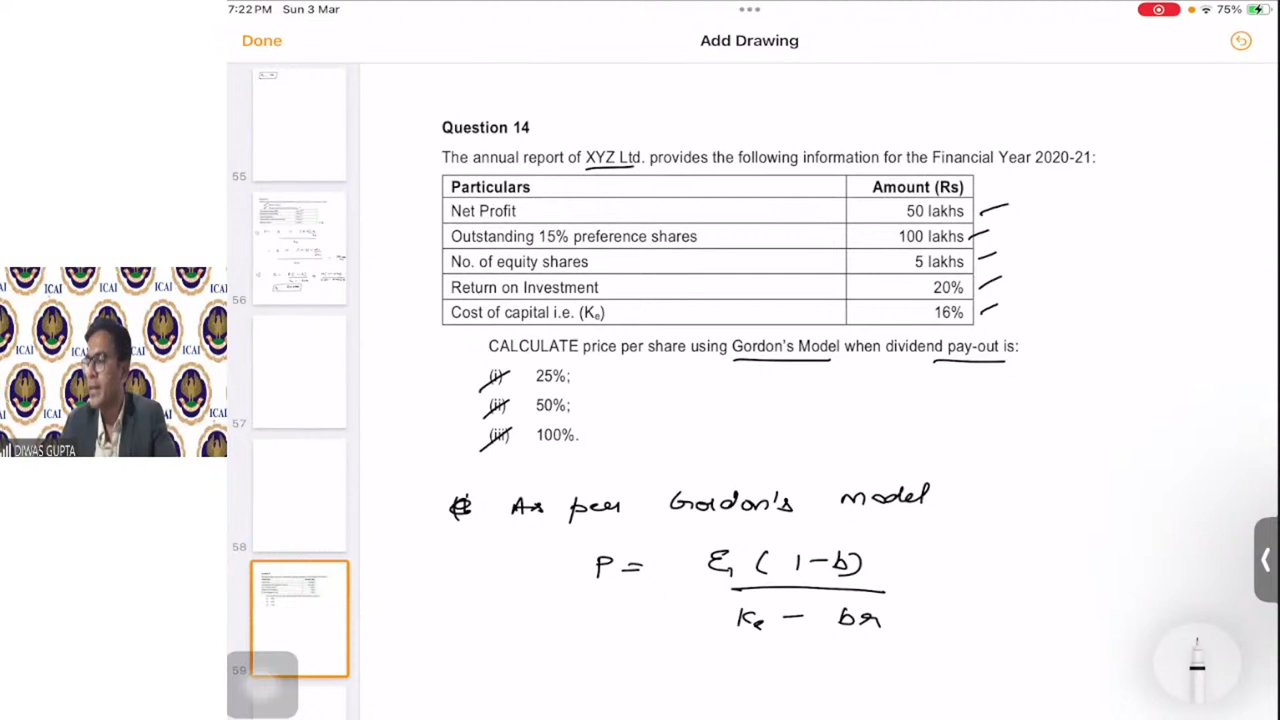 7:22 PM Sun 3 Mar
75%
Done
Add Drawing
Question 14
The annual report of XYZ Ltd. provides the following information for the Financial Year 2020-21:
Particulars Amount (Rs)
Net Profit 50 lakhs
Outstanding 15% preference shares 100 lakhs
No. of equity shares 5 lakhs
Return on Investment 20%
Cost of capital i.e. (Ke) 16%
CALCULATE price per share using Gordon's Model when dividend pay-out is:
(i) 25%;
(ii) 50%;
(iii) 100%.
As per Gordon's model
P = E1 (1-b)
Ke - br
55
56
57
58
59
ICAI
ICAI
ICAI
ICAI
ICAI
DIWAS GUPTA